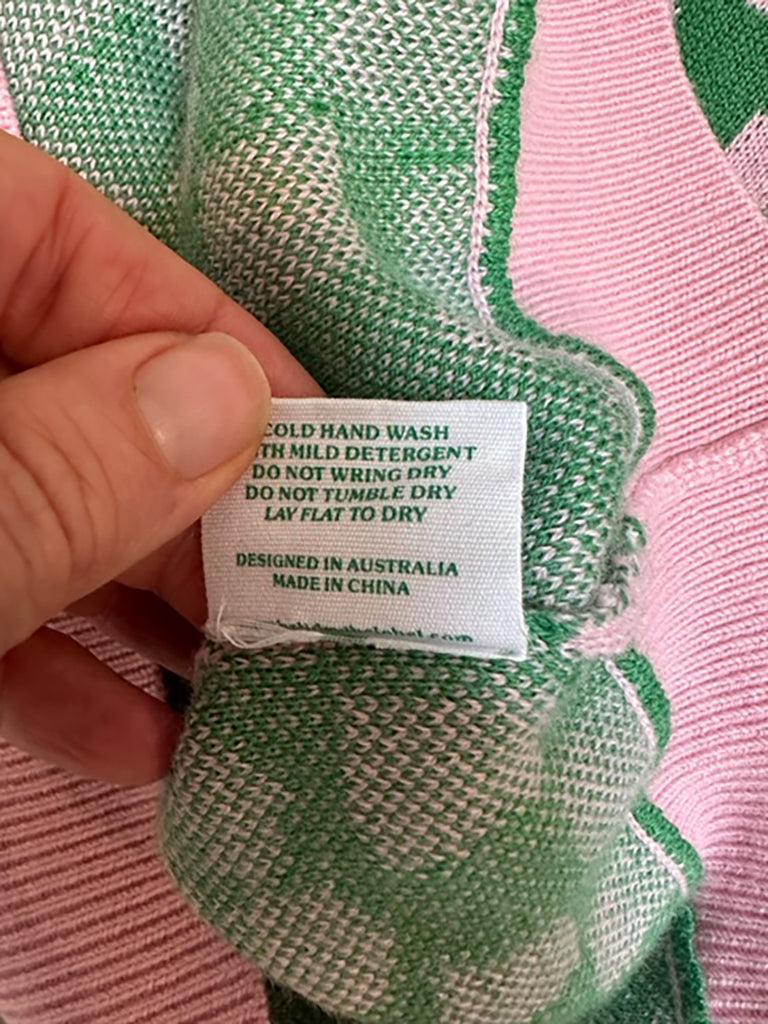 COLD HAND WASH
TH MILD DETERGENT
DO NOT WRING DRY
DO NOT TUMBLE DRY
LAY FLAT TO DRY
DESIGNED IN AUSTRALIA
MADE IN CHINA